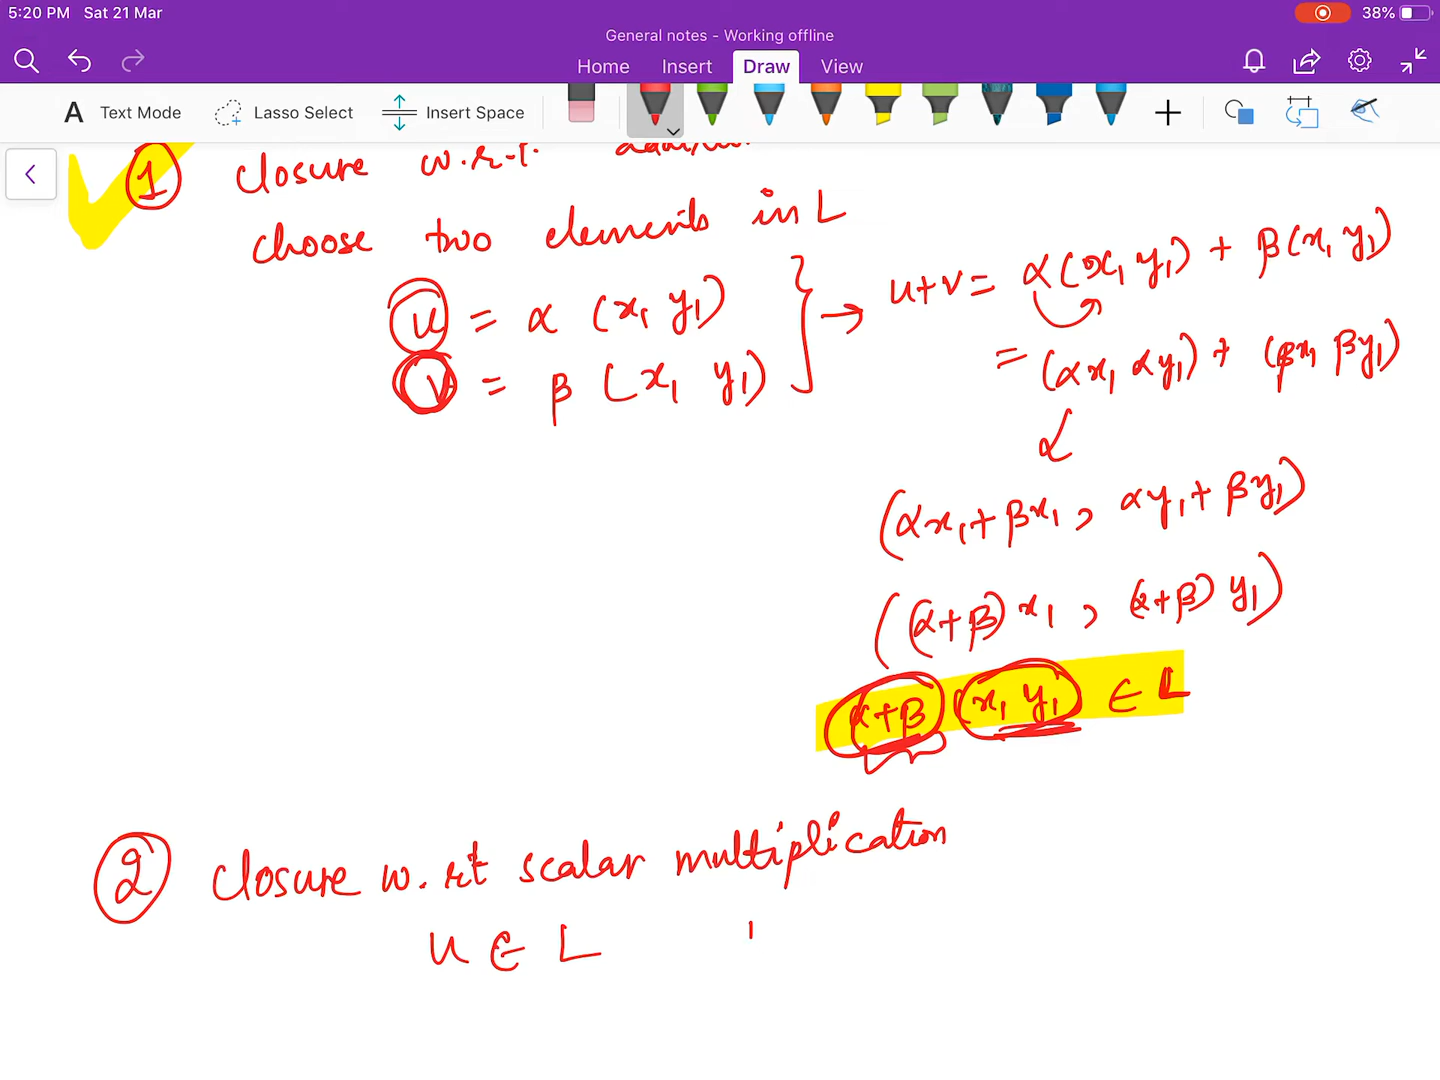 5:20 PM Sat 21 Mar
38%
General notes - Working offline
Home Insert Draw View
A Text Mode Lasso Select Insert Space
1 closure w.r.t.
choose two elements in L
u = α (x₁ y₁)
v = β (x₁ y₁)
u+v = α(x₁ y₁) + β(x₁ y₁)
= (αx₁ αy₁) + (βx₁ βy₁)
α
(αx₁+βx₁, αy₁+βy₁)
((α+β)x₁, (α+β)y₁)
(α+β) (x₁ y₁) ∈ L
2 closure w.rt scalar multiplication
u ∈ L